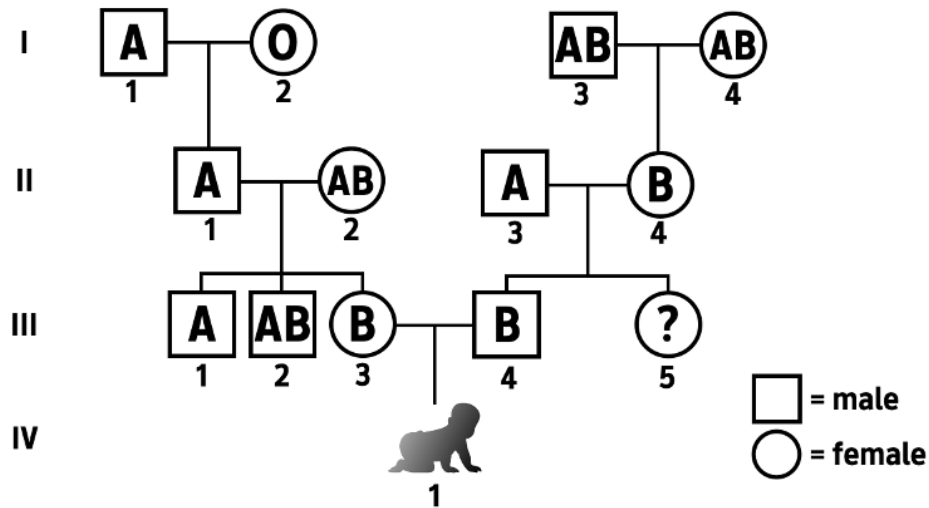 I A O AB AB
1 2 3 4
II A AB A B
1 2 3 4
III A AB B B ?
1 2 3 4 5
= male
IV = female
1